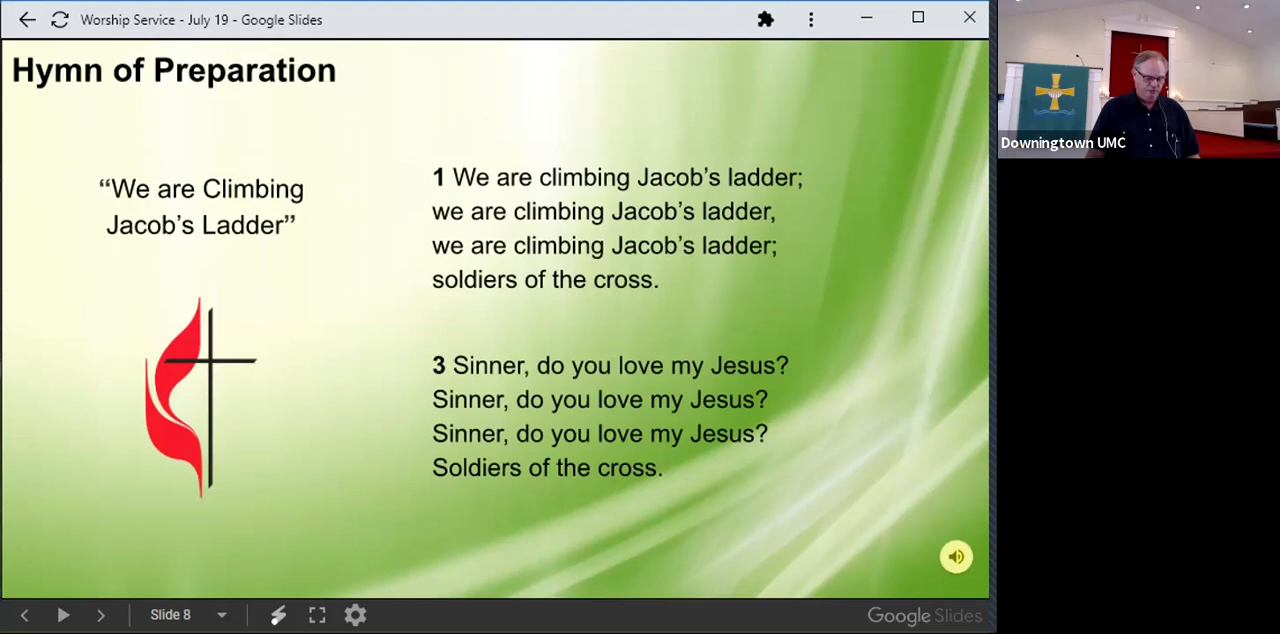 Worship Service - July 19 - Google Slides
Hymn of Preparation
“We are Climbing
Jacob’s Ladder”
1 We are climbing Jacob’s ladder;
we are climbing Jacob’s ladder,
we are climbing Jacob’s ladder;
soldiers of the cross.
3 Sinner, do you love my Jesus?
Sinner, do you love my Jesus?
Sinner, do you love my Jesus?
Soldiers of the cross.
Downingtown UMC
Slide 8
Google Slides